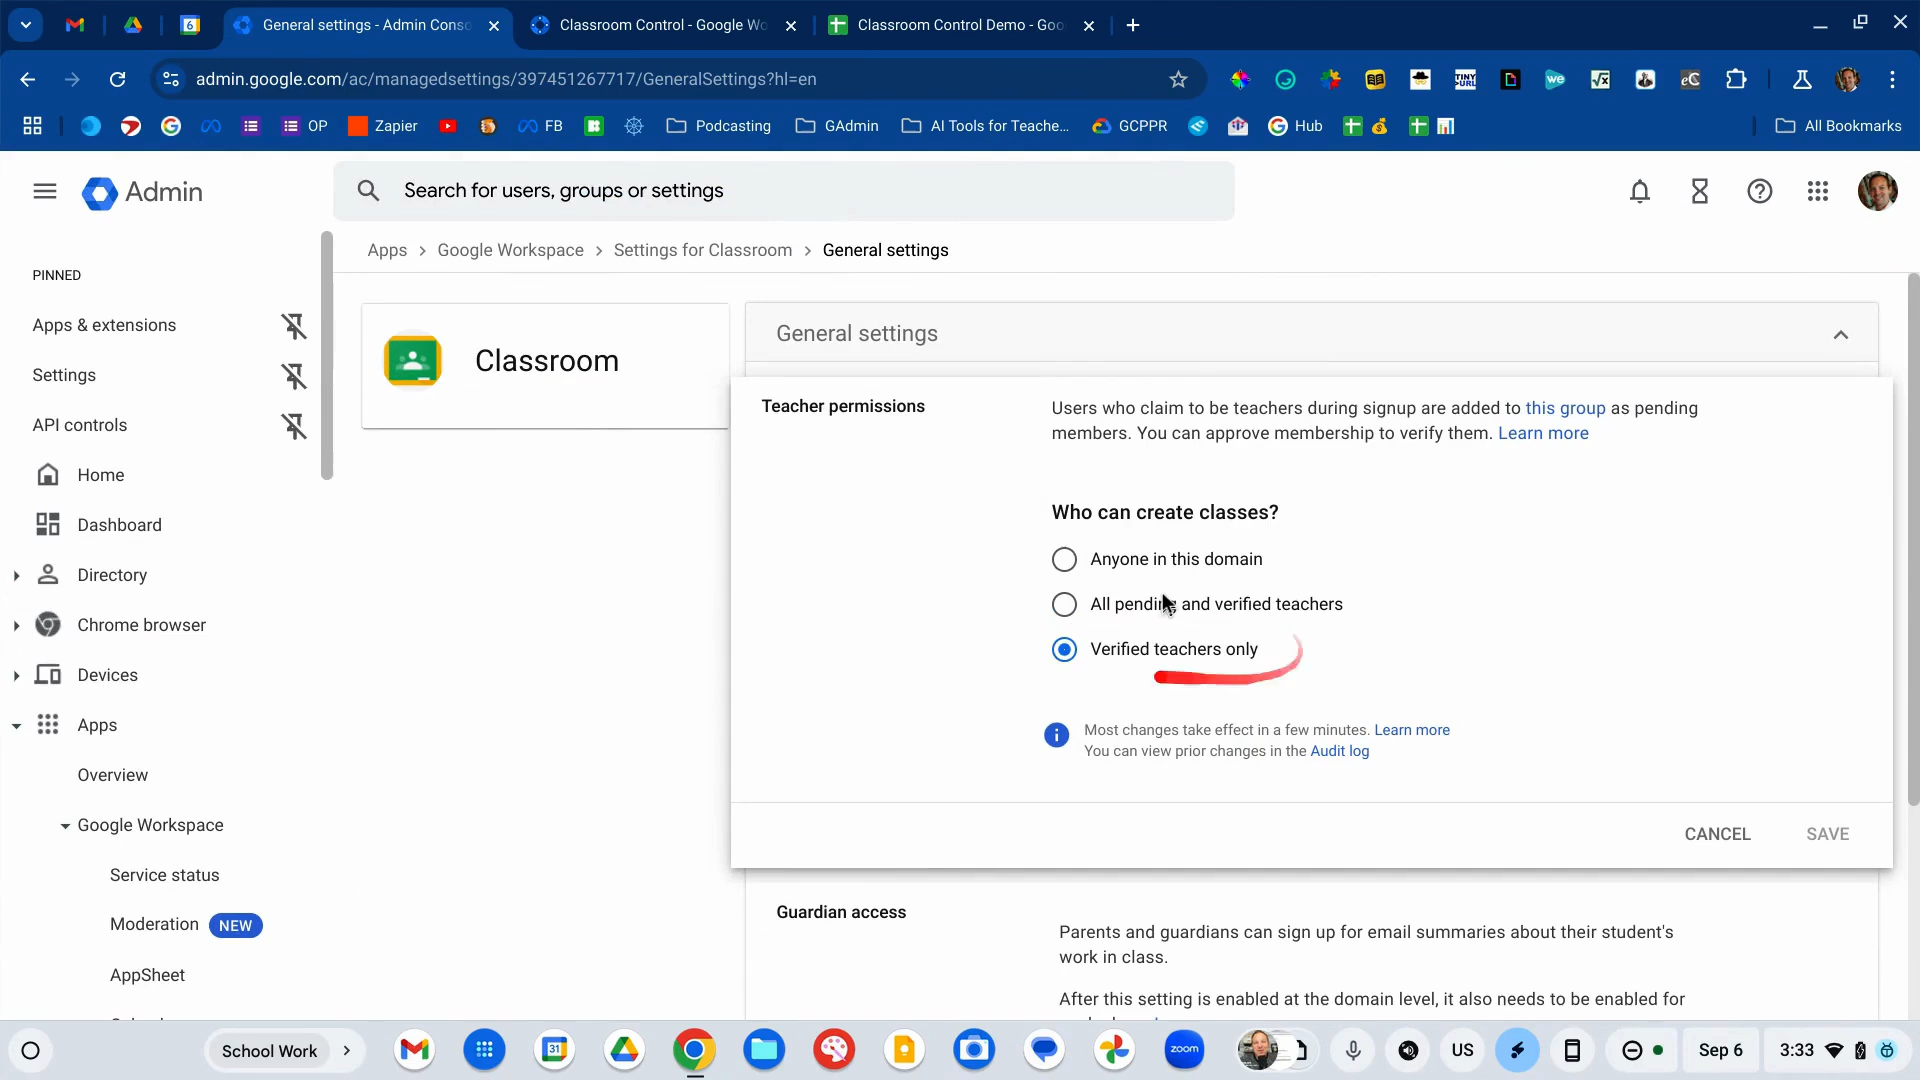 6
General settings - Admin Conso
Classroom Control - Google Wo
Classroom Control Demo - Goo
admin.google.com/ac/managedsettings/397451267717/GeneralSettings?hl=en
TINY
URL
we
eC
OP
Zapier
FB
Podcasting
GAdmin
AI Tools for Teache...
GCPPR
Hub
All Bookmarks
Admin
Search for users, groups or settings
PINNED
Apps & extensions
Settings
API controls
Home
Dashboard
Directory
Chrome browser
Devices
Apps
Overview
Google Workspace
Service status
Moderation NEW
AppSheet
Apps > Google Workspace > Settings for Classroom > General settings
Classroom
General settings
Teacher permissions
Users who claim to be teachers during signup are added to this group as pending
members. You can approve membership to verify them. Learn more
Who can create classes?
Anyone in this domain
All pending and verified teachers
Verified teachers only
Most changes take effect in a few minutes. Learn more
You can view prior changes in the Audit log
CANCEL
SAVE
Guardian access
Parents and guardians can sign up for email summaries about their student's
work in class.
After this setting is enabled at the domain level, it also needs to be enabled for
School Work
31
zoom
US
Sep 6
3:33